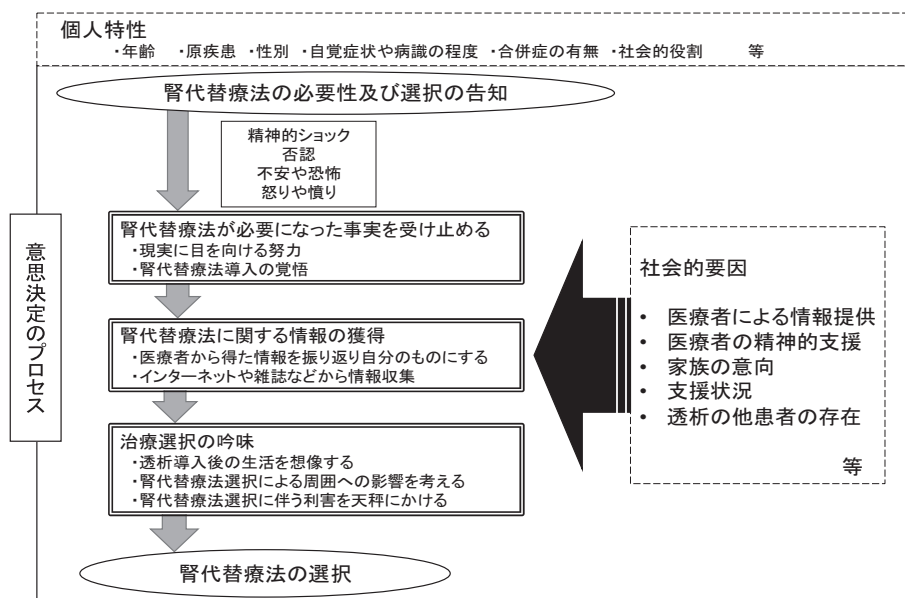 個人特性
・年齢 ・原疾患 ・性別 ・自覚症状や病識の程度 ・合併症の有無 ・社会的役割 等
腎代替療法の必要性及び選択の告知
精神的ショック
否認
不安や恐怖
怒りや憤り
意思決定のプロセス
腎代替療法が必要になった事実を受け止める
・現実に目を向ける努力
・腎代替療法導入の覚悟
腎代替療法に関する情報の獲得
・医療者から得た情報を振り返り自分のものにする
・インターネットや雑誌などから情報収集
治療選択の吟味
・透析導入後の生活を想像する
・腎代替療法選択による周囲への影響を考える
・腎代替療法選択に伴う利害を天秤にかける
腎代替療法の選択
社会的要因
• 医療者による情報提供
• 医療者の精神的支援
• 家族の意向
• 支援状況
• 透析の他患者の存在
等